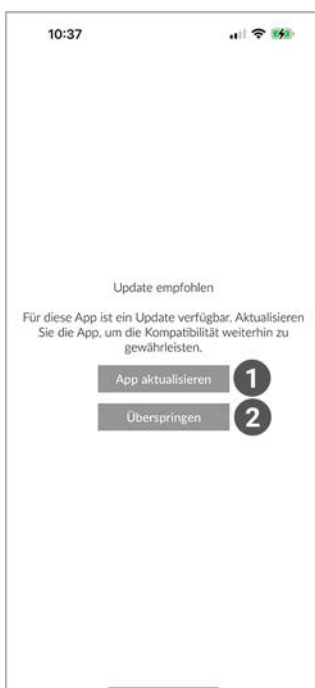 10:37
Update empfohlen
Für diese App ist ein Update verfügbar. Aktualisieren
Sie die App, um die Kompatibilität weiterhin zu
gewährleisten.
App aktualisieren
1
Überspringen
2